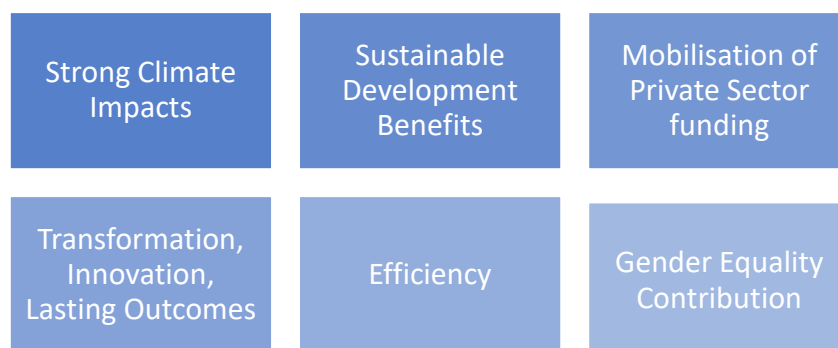 Strong Climate
Impacts
Sustainable
Development
Benefits
Mobilisation of
Private Sector
funding
Transformation,
Innovation,
Lasting Outcomes
Efficiency
Gender Equality
Contribution